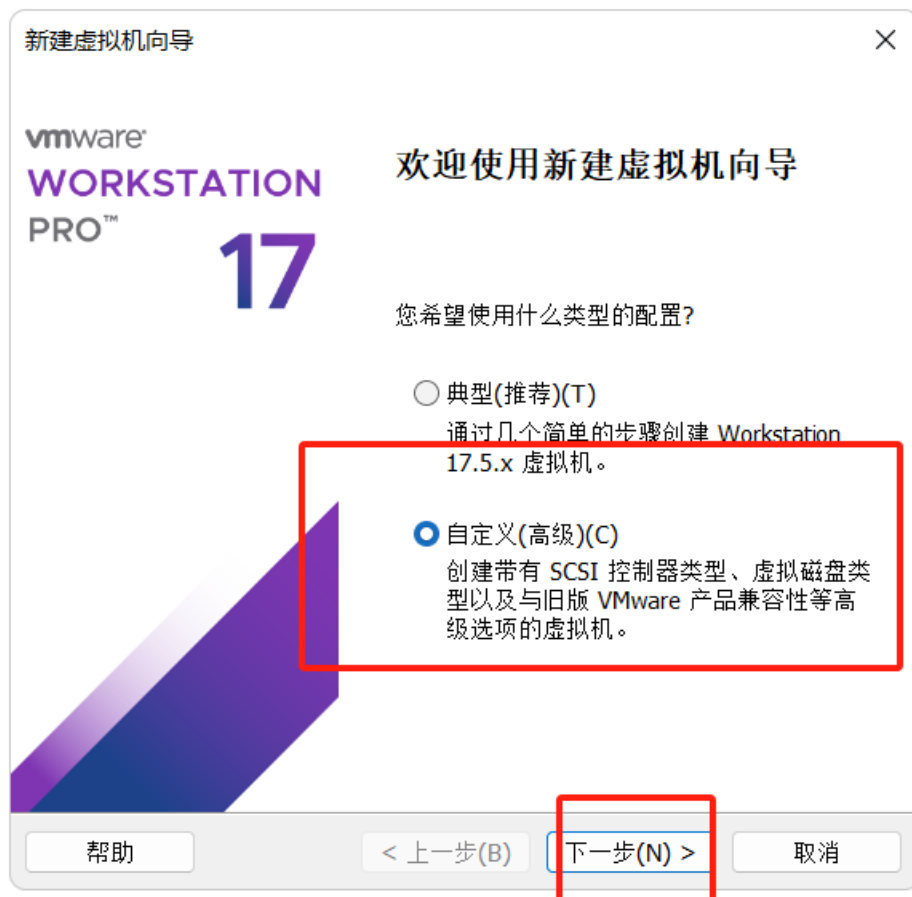 新建虚拟机向导
vmware
WORKSTATION
PRO™
17
欢迎使用新建虚拟机向导
您希望使用什么类型的配置?
典型(推荐)(T)
通过几个简单的步骤创建 Workstation
17.5.x 虚拟机。
自定义(高级)(C)
创建带有 SCSI 控制器类型、虚拟磁盘类
型以及与旧版 VMware 产品兼容性等高
级选项的虚拟机。
帮助
< 上一步(B)
下一步(N) >
取消